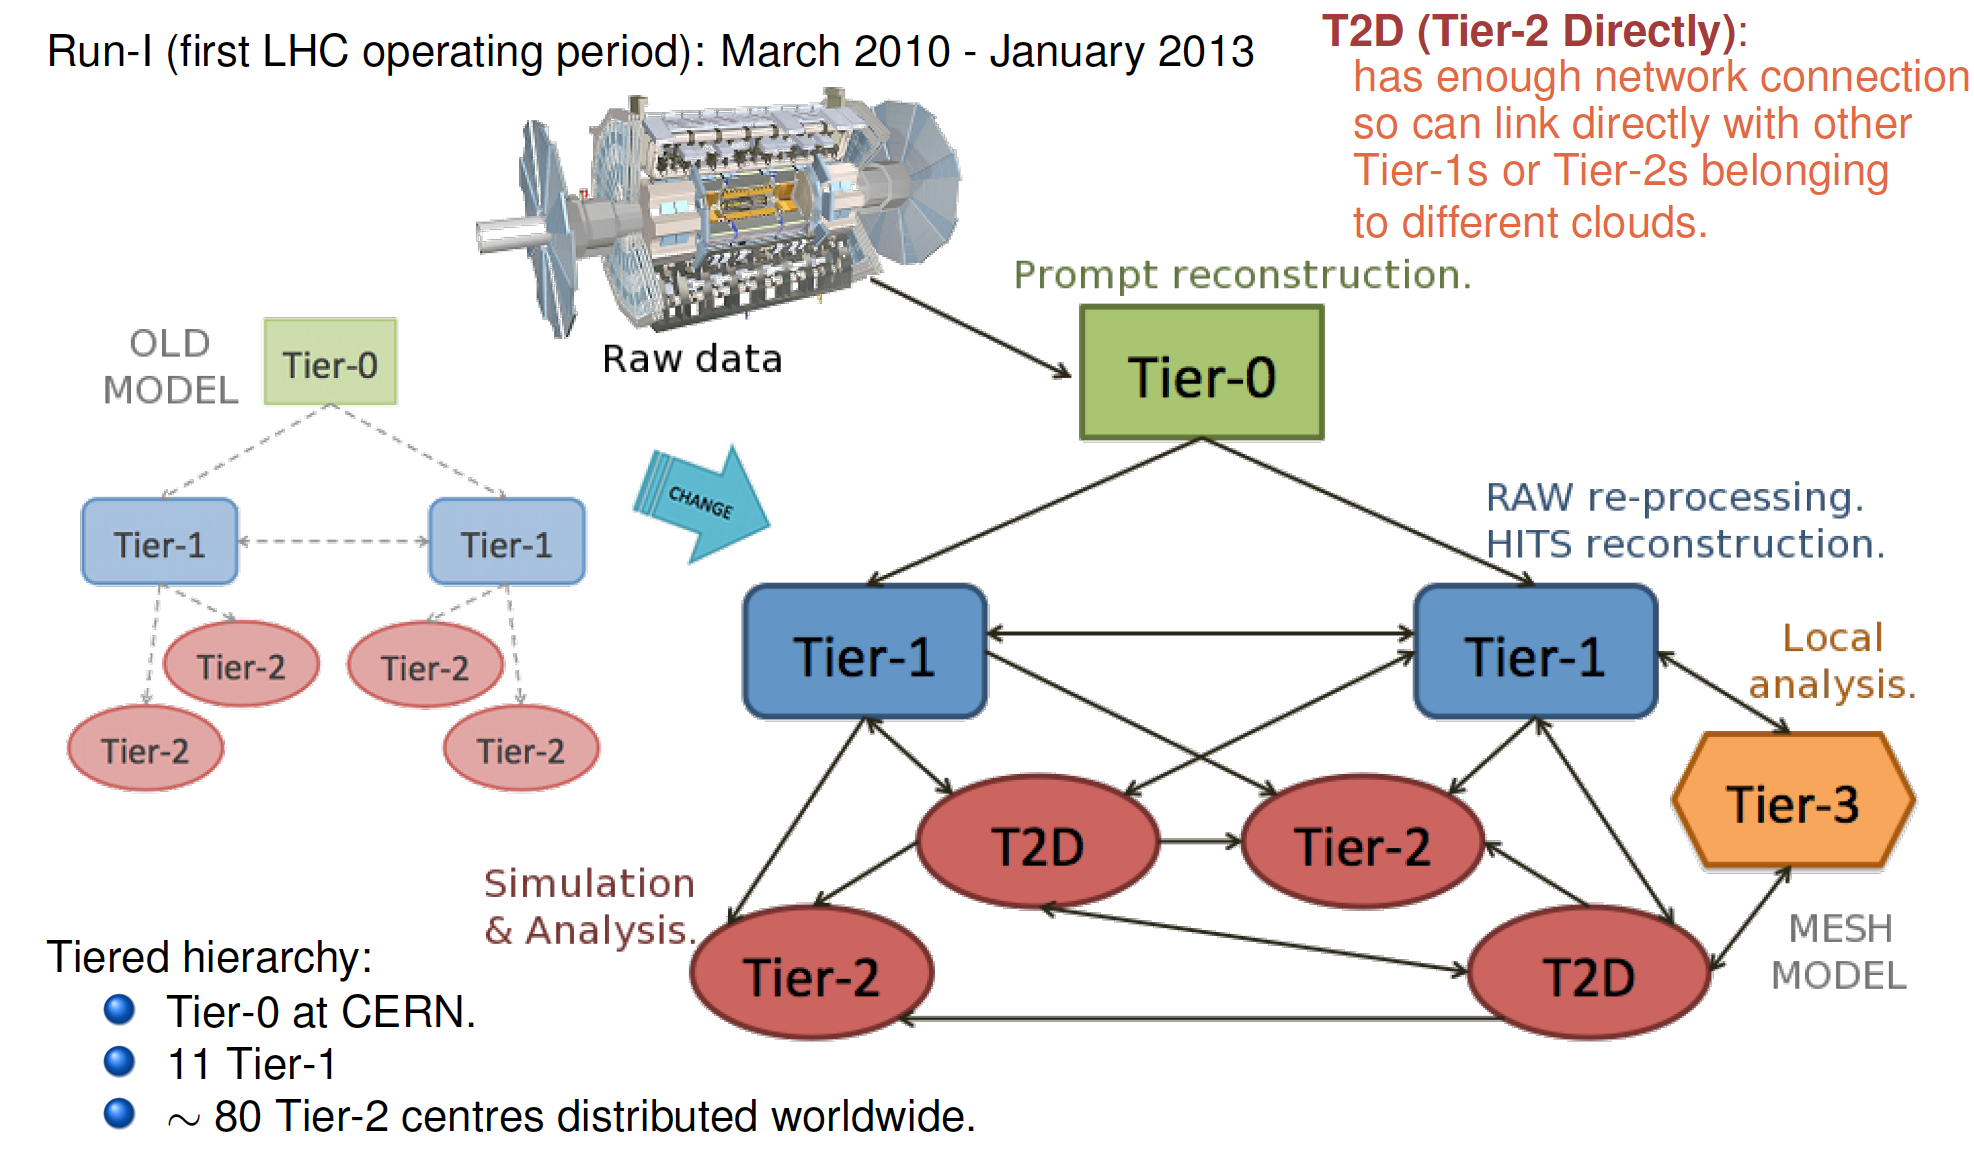 Run-I (first LHC operating period): March 2010 - January 2013
T2D (Tier-2 Directly):
has enough network connection
so can link directly with other
Tier-1s or Tier-2s belonging
to different clouds.
Raw data
Prompt reconstruction.
Tier-0
OLD
MODEL
Tier-0
Tier-1
Tier-1
Tier-2
Tier-2
Tier-2
Tier-2
CHANGE
RAW re-processing.
HITS reconstruction.
Tier-1
Tier-1
Local
analysis.
Tier-3
T2D
Tier-2
Simulation
& Analysis.
Tier-2
T2D
MESH
MODEL
Tiered hierarchy:
Tier-0 at CERN.
11 Tier-1
∼ 80 Tier-2 centres distributed worldwide.